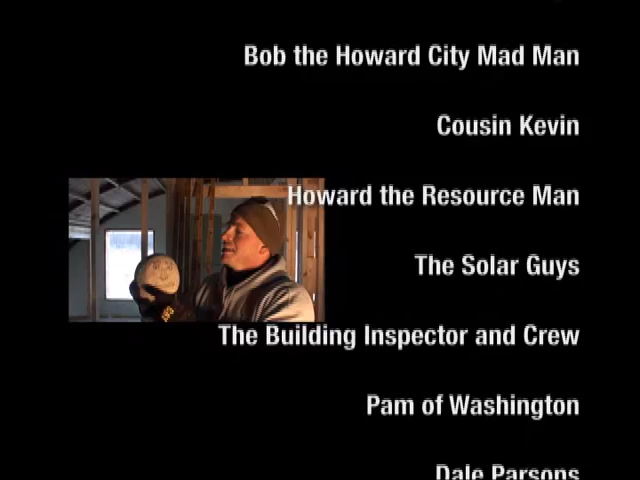 Bob the Howard City Mad Man
Cousin Kevin
Howard the Resource Man
The Solar Guys
The Building Inspector and Crew
Pam of Washington
Dale Parsons